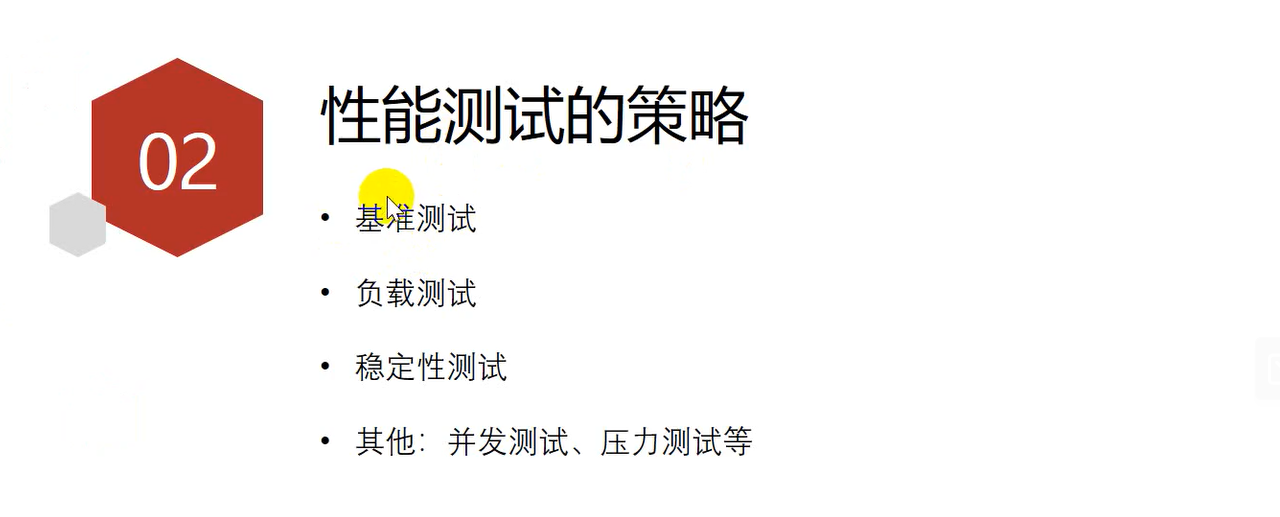 02
性能测试的策略
• 基准测试
• 负载测试
• 稳定性测试
• 其他：并发测试、压力测试等